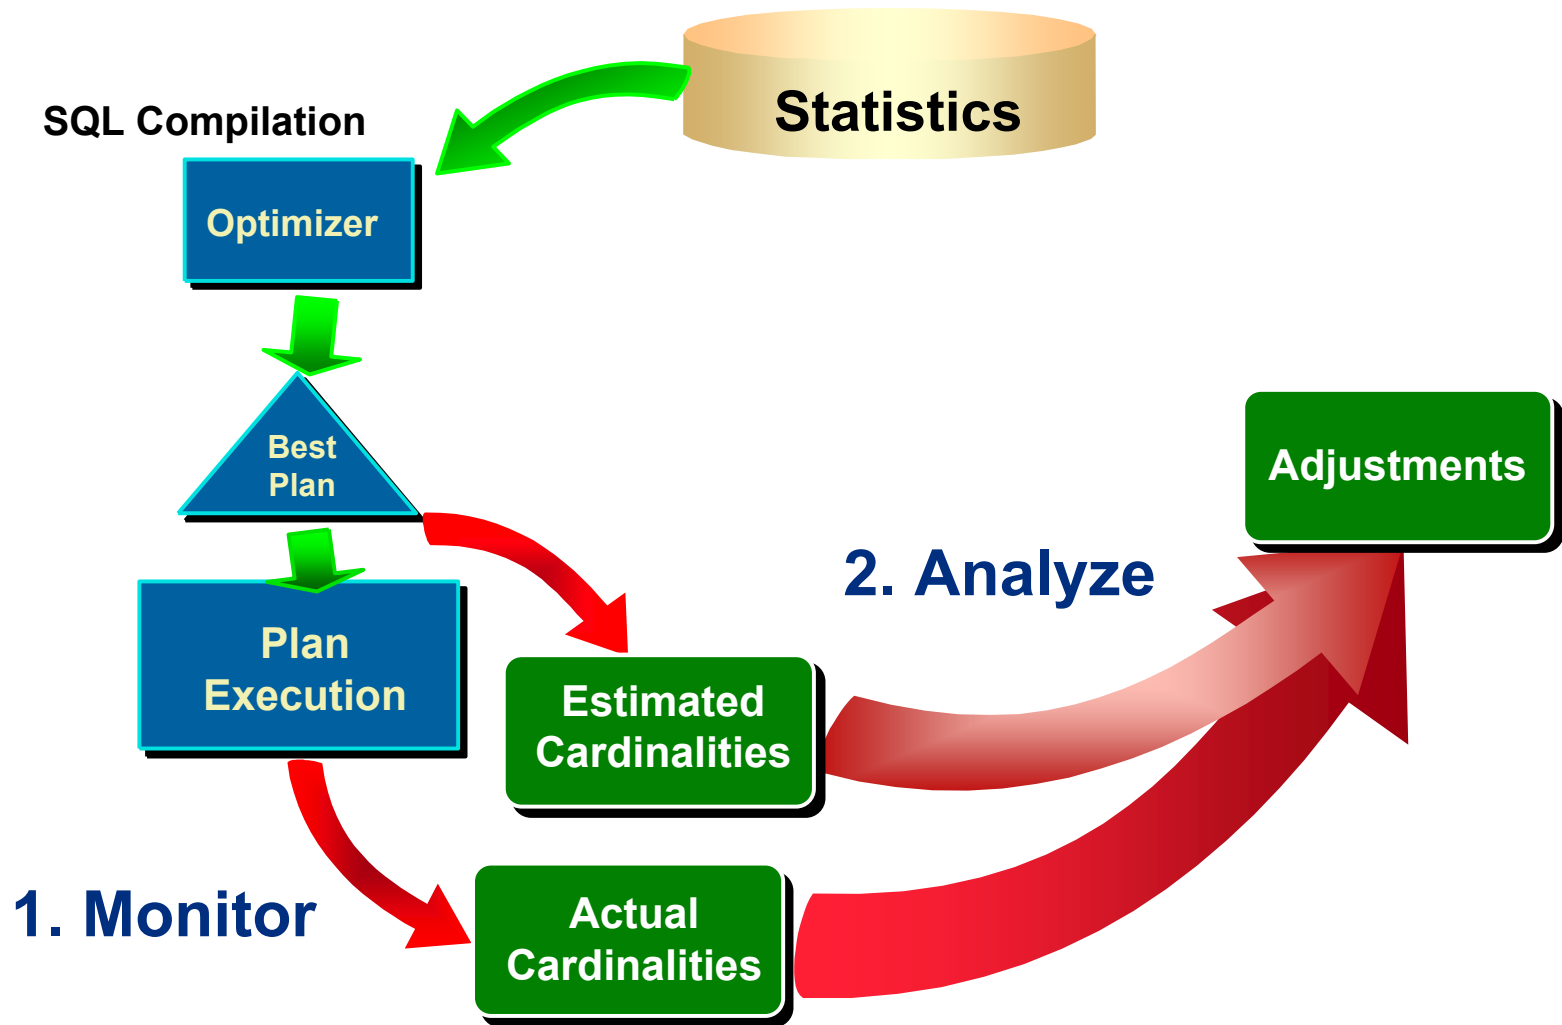 Statistics
SQL Compilation
Optimizer
Best
Plan
Adjustments
2. Analyze
Plan
Execution
Estimated
Cardinalities
1. Monitor
Actual
Cardinalities